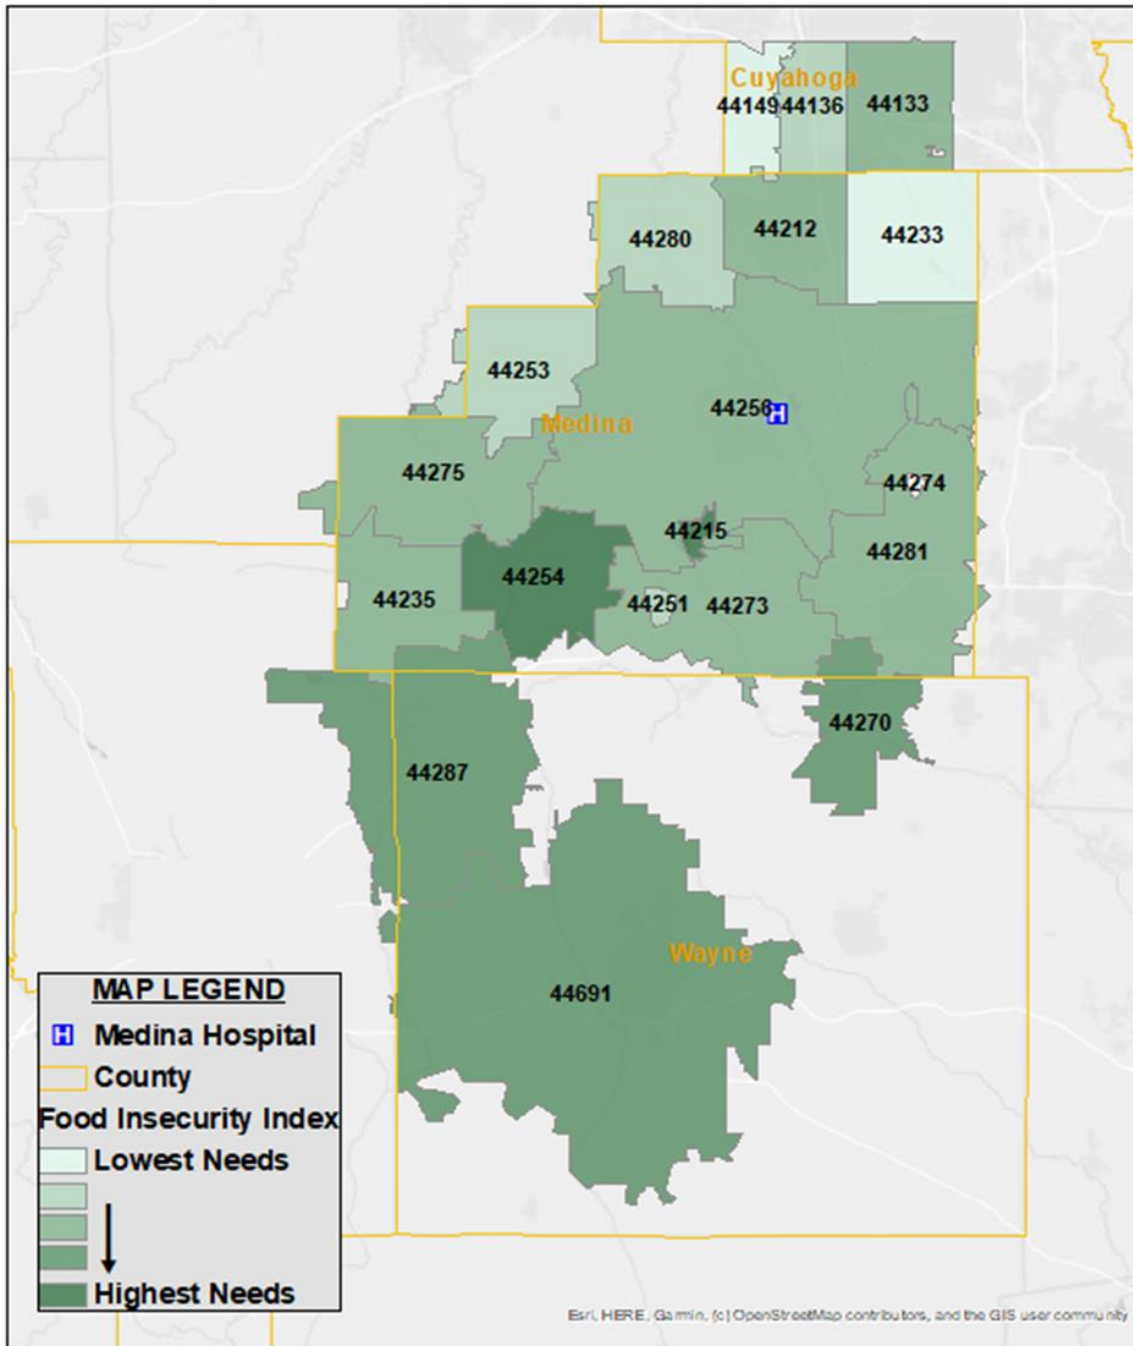 Cuyahoga
44149
44136
44133
44280
44212
44233
44253
44256
H
Medina
44275
44274
44215
44281
44254
44235
44251
44273
44270
44287
Wayne
44691
MAP LEGEND
H Medina Hospital
County
Food Insecurity Index
Lowest Needs
Highest Needs
Esri, HERE, Garmin, (c) OpenStreetMap contributors, and the GIS user community